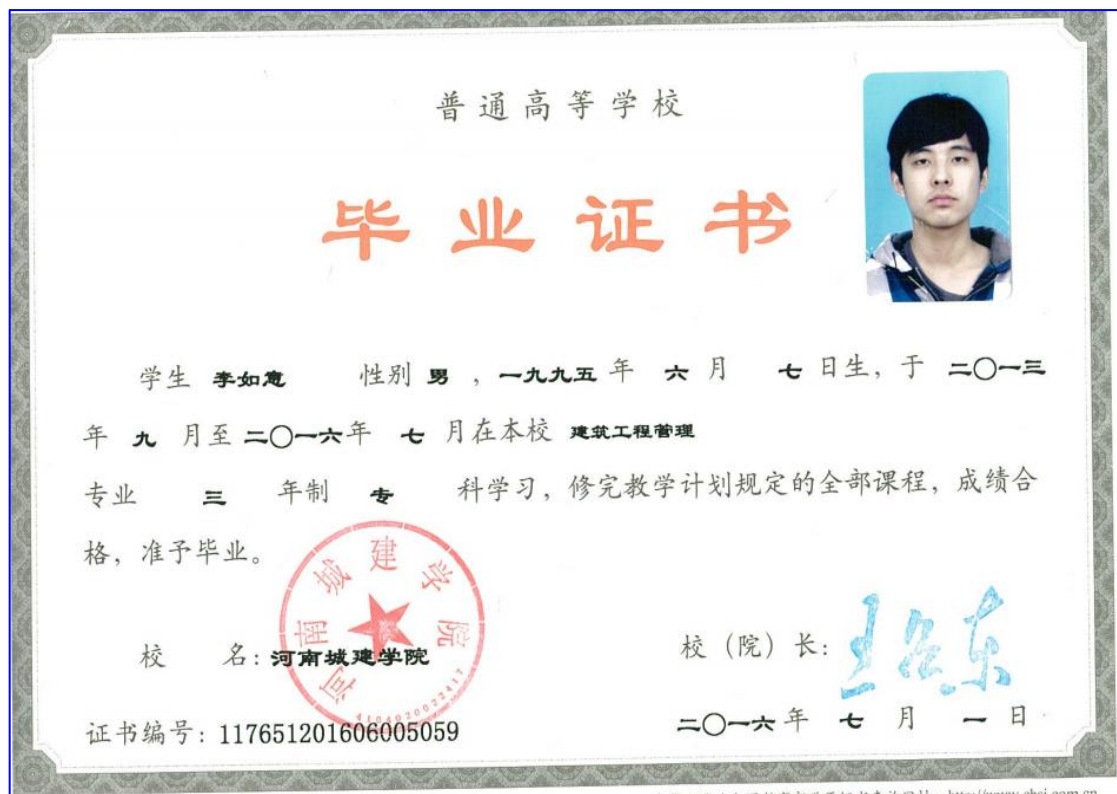 普通高等学校
毕业证书
学生 李如意 性别 男 ，一九九五 年 六 月 七 日生，于 二〇一三
年 九 月至 二〇一六 年 七 月在本校 建筑工程管理
专业 三 年制 专 科学习，修完教学计划规定的全部课程，成绩合
格，准予毕业。
河南城建学院
4104020022417
校 名：河南城建学院
校（院）长：
证书编号：117651201606005059
二〇一六 年 七 月 一 日
http://www.chsi.com.cn